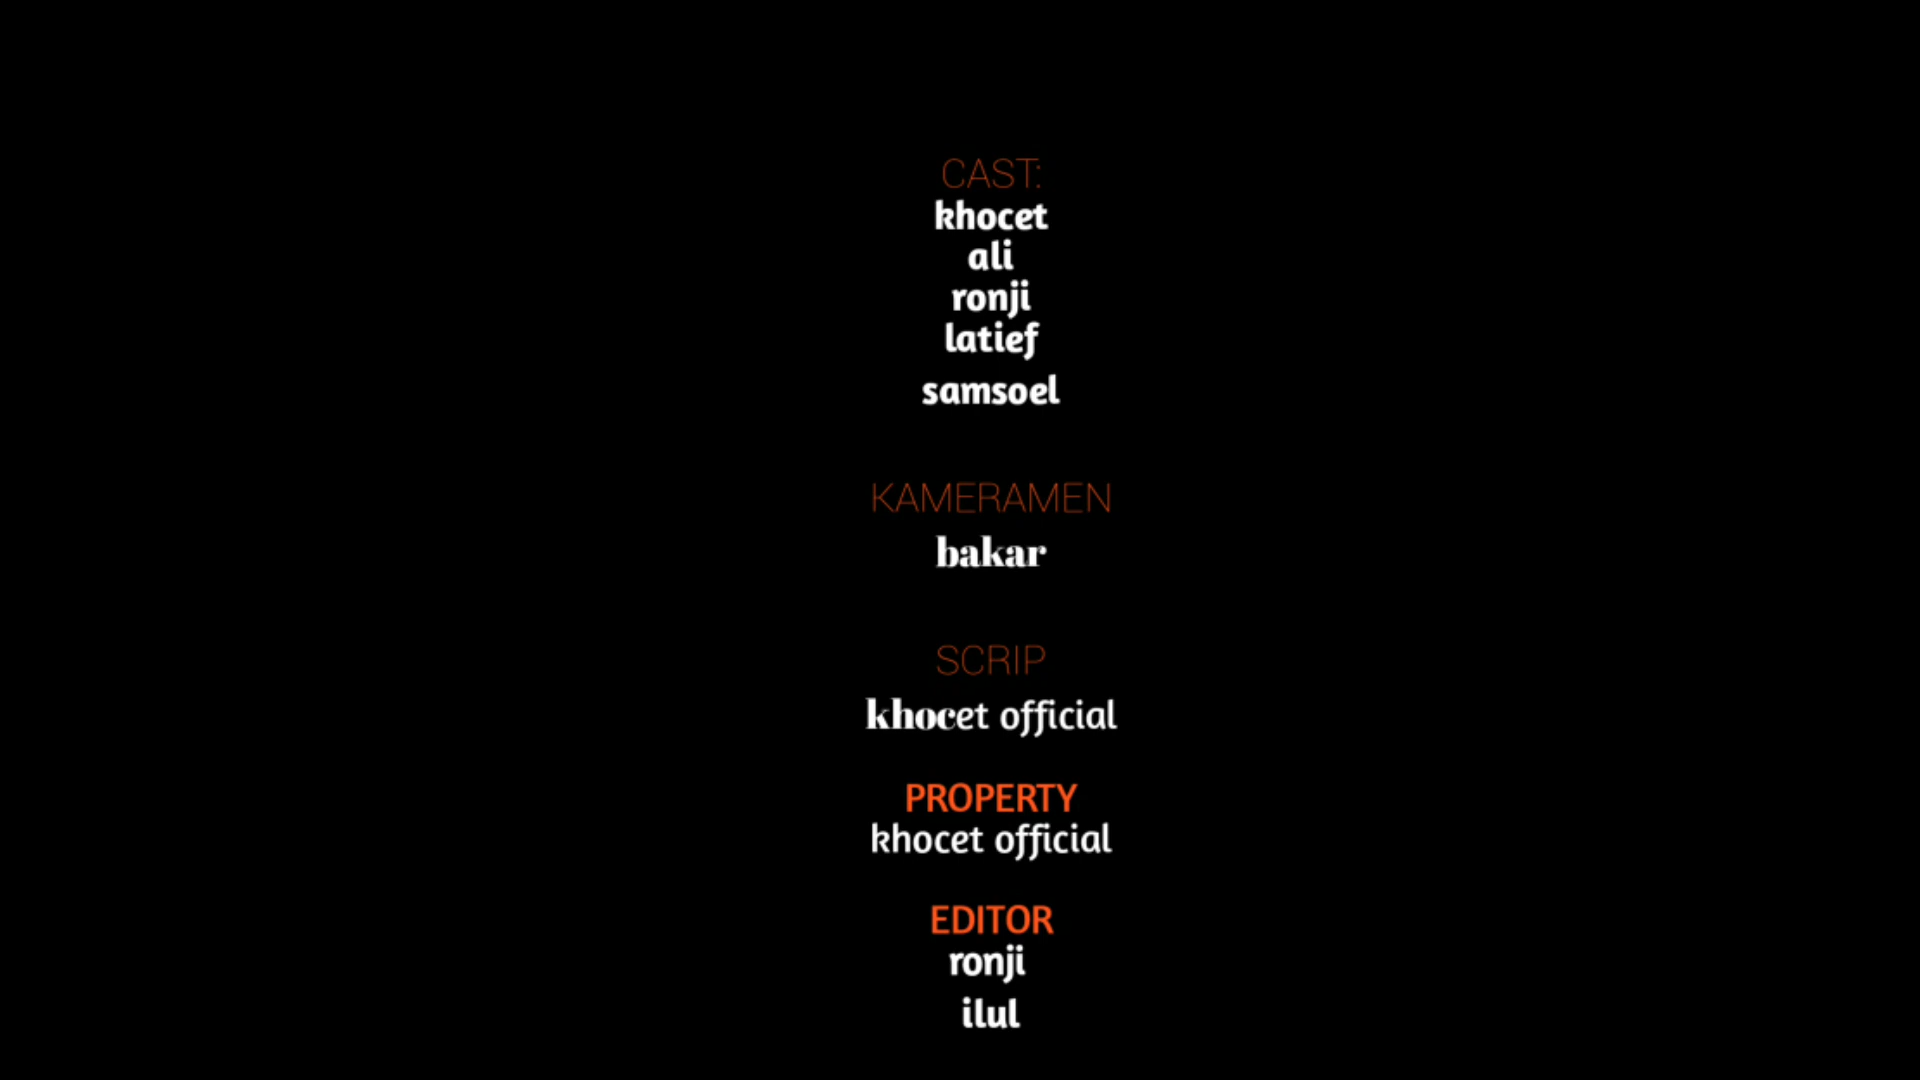 CAST:
khocet
ali
ronji
latief
samsoel
KAMERAMEN
bakar
SCRIP
khocet official
PROPERTY
khocet official
EDITOR
ronji
ilul